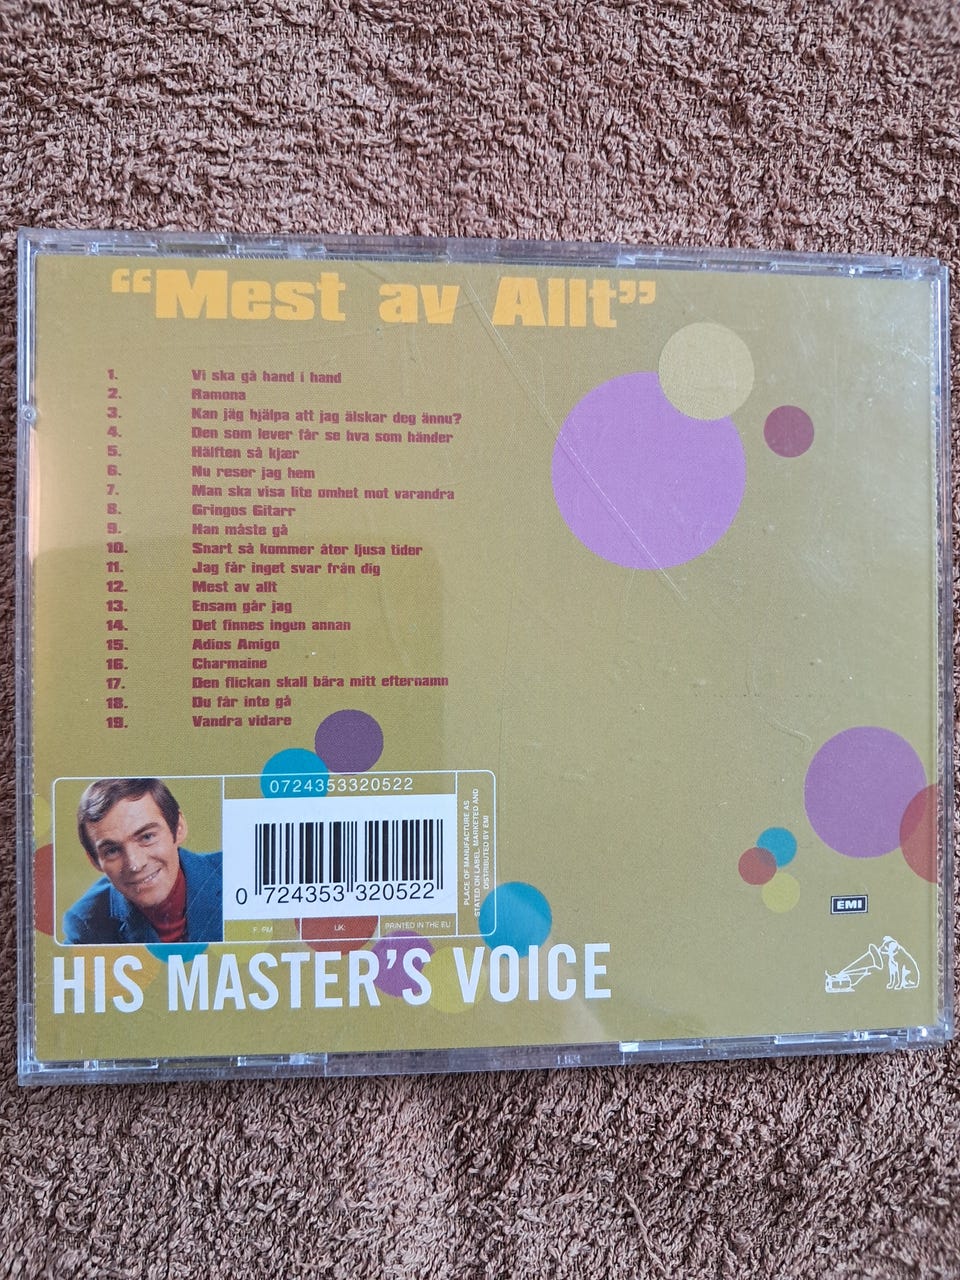 “Mest av Allt”
1. Vi ska gå hand i hand
2. Ramona
3. Kan jäg hjälpa att jag älskar deg ännu?
4. Den som lever får se hva som händer
5. Hälften så kjær
6. Nu reser jag hem
7. Man ska visa lite ømhet mot varandra
8. Gringos Gitarr
9. Han måste gå
10. Snart så kommer åter ljusa tider
11. Jag får inget svar från dig
12. Mest av allt
13. Ensam går jag
14. Det finnes ingen annan
15. Adios Amigo
16. Charmaine
17. Den flickan skall bära mitt efternamn
18. Du får inte gå
19. Vandra vidare
0724353320522
0 724353 320522
PLACE OF MANUFACTURE AS
STATED ON LABEL. MARKETED AND
DISTRIBUTED BY EMI
F: PM
UK:
PRINTED IN THE EU
EMI
HIS MASTER’S VOICE